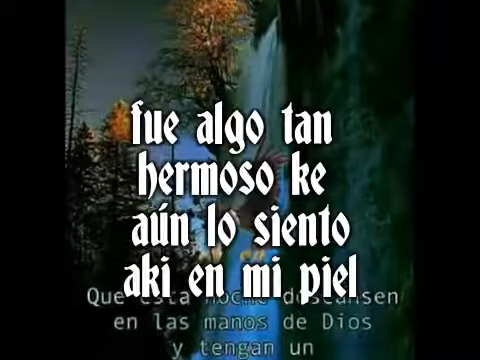 fue algo tan
hermoso ke
aún lo siento
aki en mi piel
Que esta noche descansen
en las manos de Dios
y tengan un